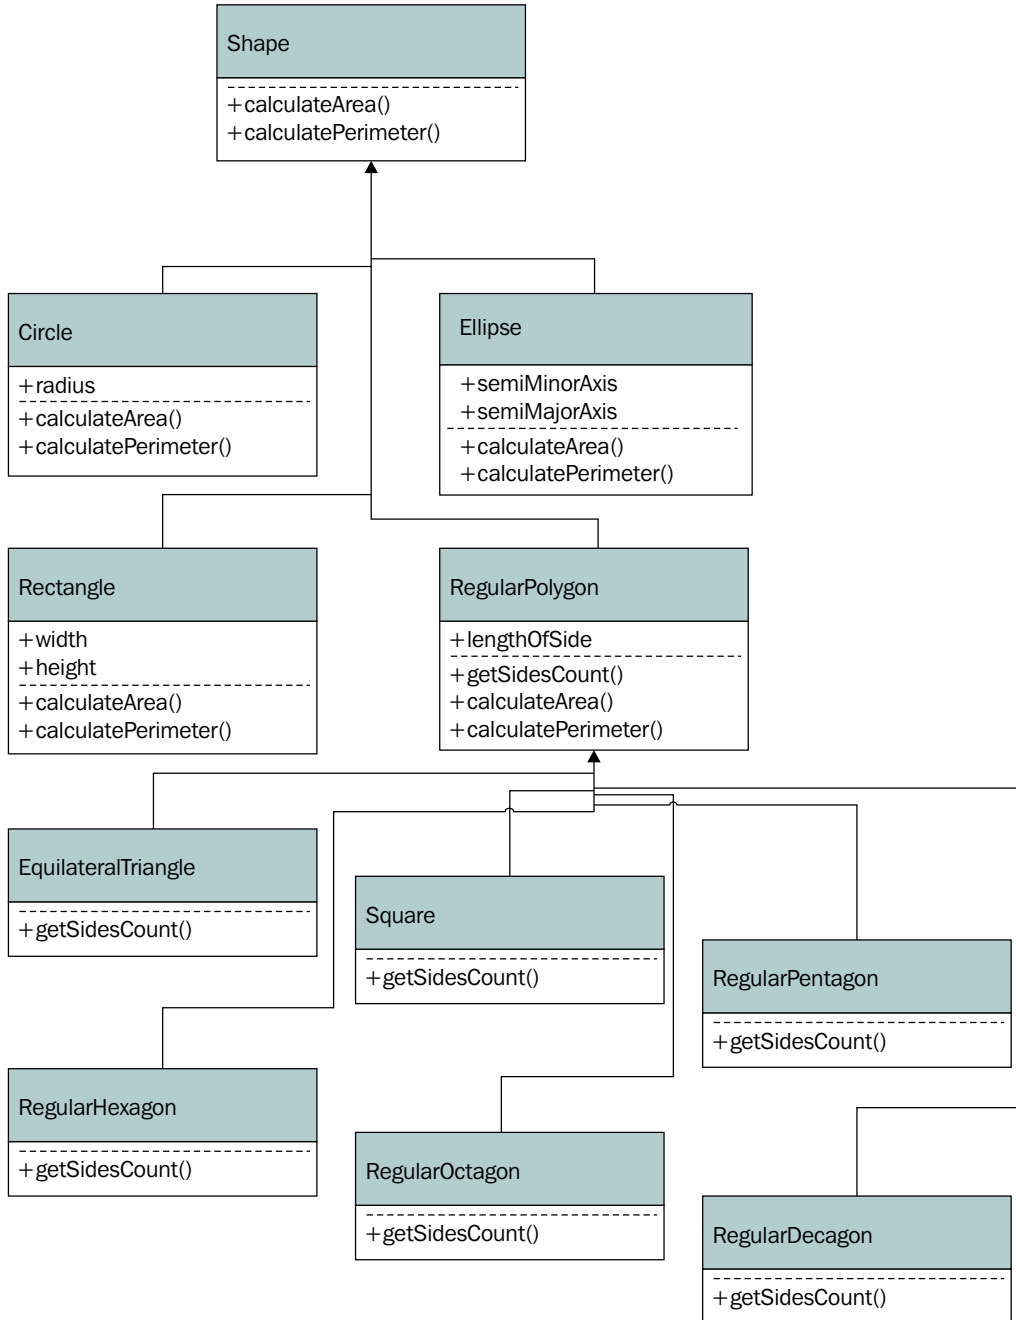 Shape
+calculateArea()
+calculatePerimeter()
Circle
+radius
+calculateArea()
+calculatePerimeter()
Ellipse
+semiMinorAxis
+semiMajorAxis
+calculateArea()
+calculatePerimeter()
Rectangle
+width
+height
+calculateArea()
+calculatePerimeter()
RegularPolygon
+lengthOfSide
+getSidesCount()
+calculateArea()
+calculatePerimeter()
EquilateralTriangle
+getSidesCount()
Square
+getSidesCount()
RegularPentagon
+getSidesCount()
RegularHexagon
+getSidesCount()
RegularOctagon
+getSidesCount()
RegularDecagon
+getSidesCount()